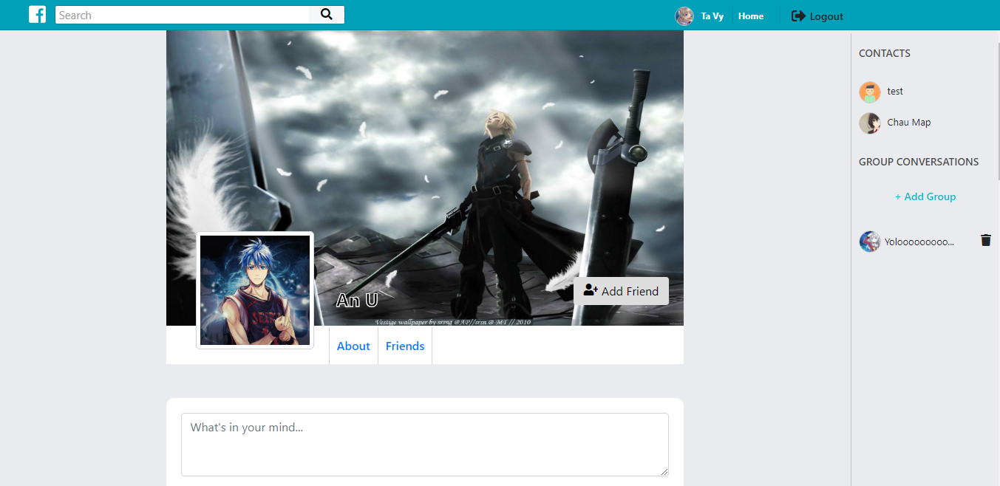 Search
Ta Vy
Home
Logout
CONTACTS
test
Chau Map
GROUP CONVERSATIONS
+ Add Group
Yolooooooooo...
Add Friend
An U
Vestige wallpaper by srsng @AP//srsn @ MT // 2010
About
Friends
What's in your mind...